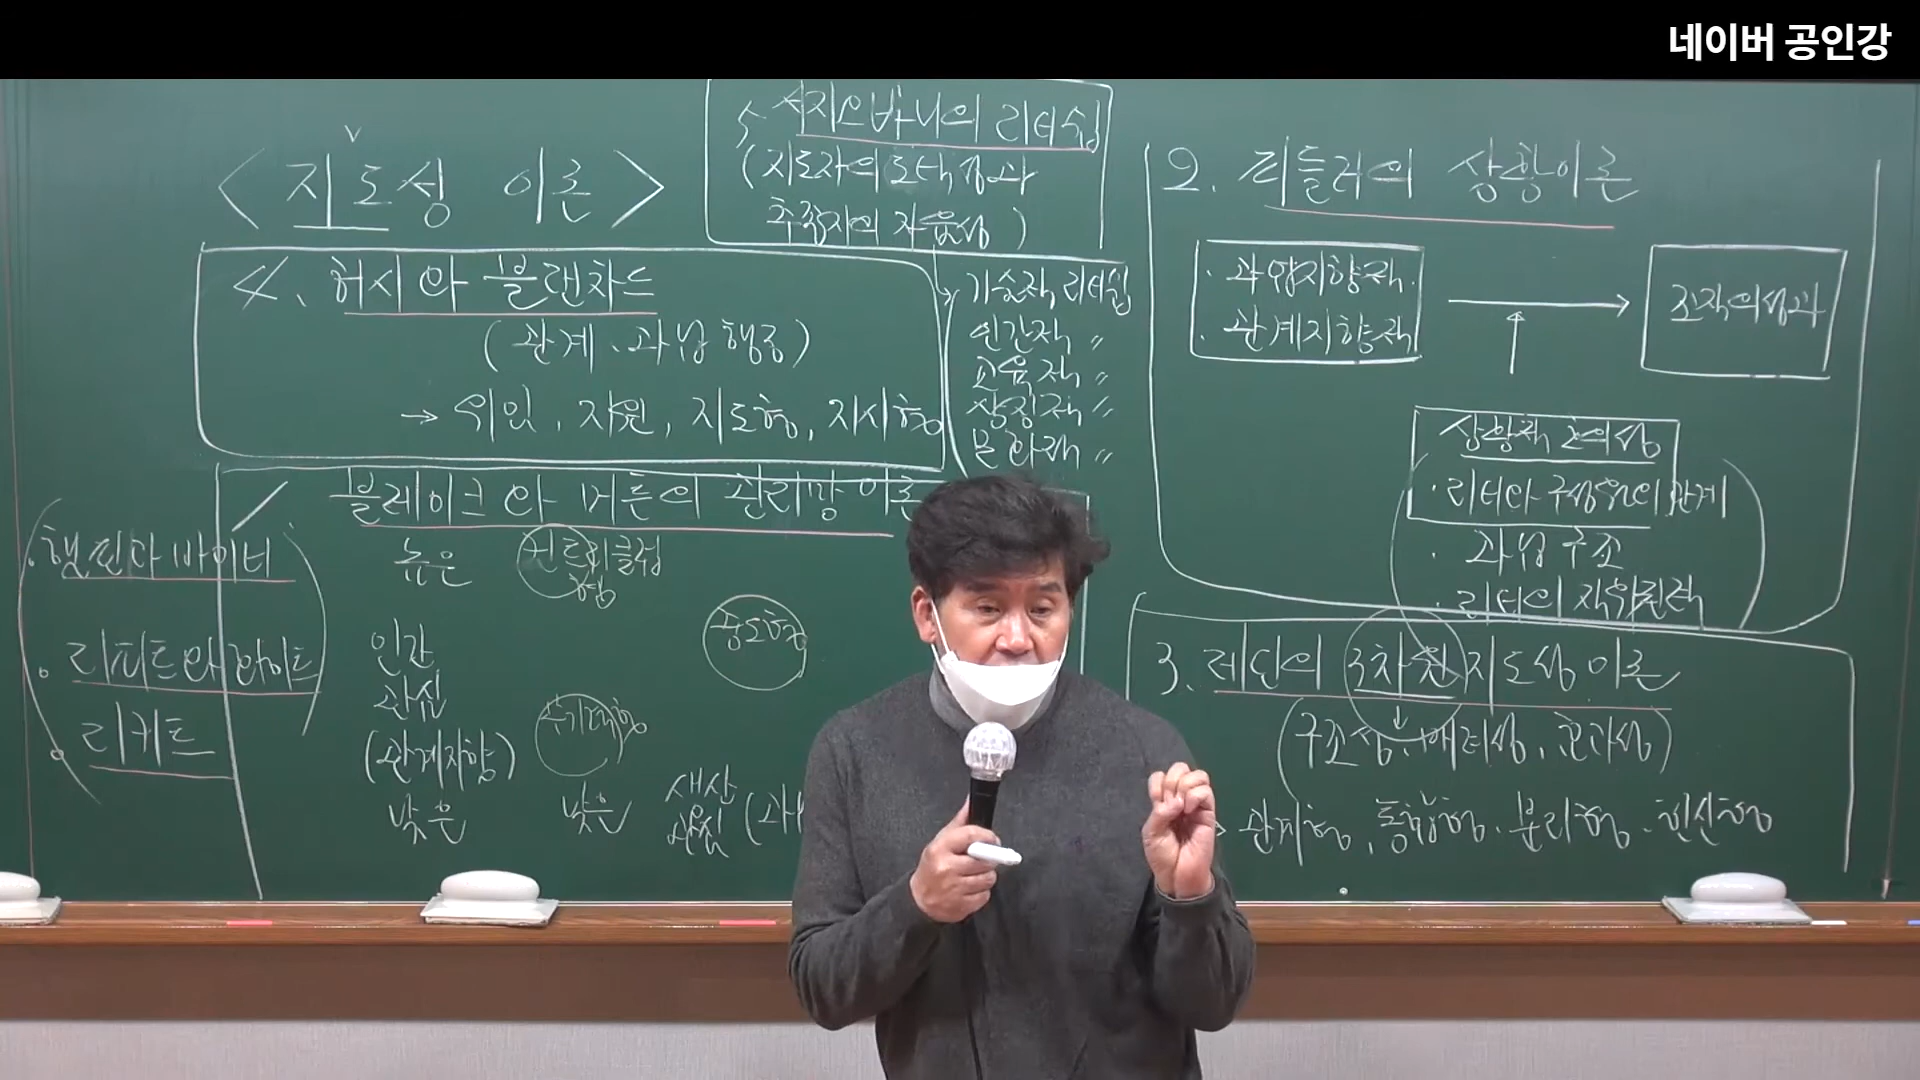 네이버 공인강
< 지도성 이론 >
5. 서지오바니의 리더십
(지도자의 도덕성과
추종자의 자율성)
4. 허시와 블랜차드
(관계、과업행동)
→ 위임, 지원, 지도형, 지시형
기술적 리더십
인간적 〃
교육적 〃
상징적 〃
문화적 〃
블레이크와 머튼의 관리망 이론
높은
컨트리클럽
형
중도형
인간
관심
(관계지향)
낮은
무기력형
낮은
생산
관심
· 핼핀과 바이너
· 리피트와 화이트
리커트
2. 피들러의 상황이론
· 과업지향적
· 관계지향적
→
조직의 성과
상황적 호의성
· 리더와 구성원의 관계
· 과업구조
· 리더의 지위권력
3. 레딘의 3차원 지도성 이론
(구조성, 배려성, 효과성)
→ 관계형, 통합형, 분리형, 헌신형